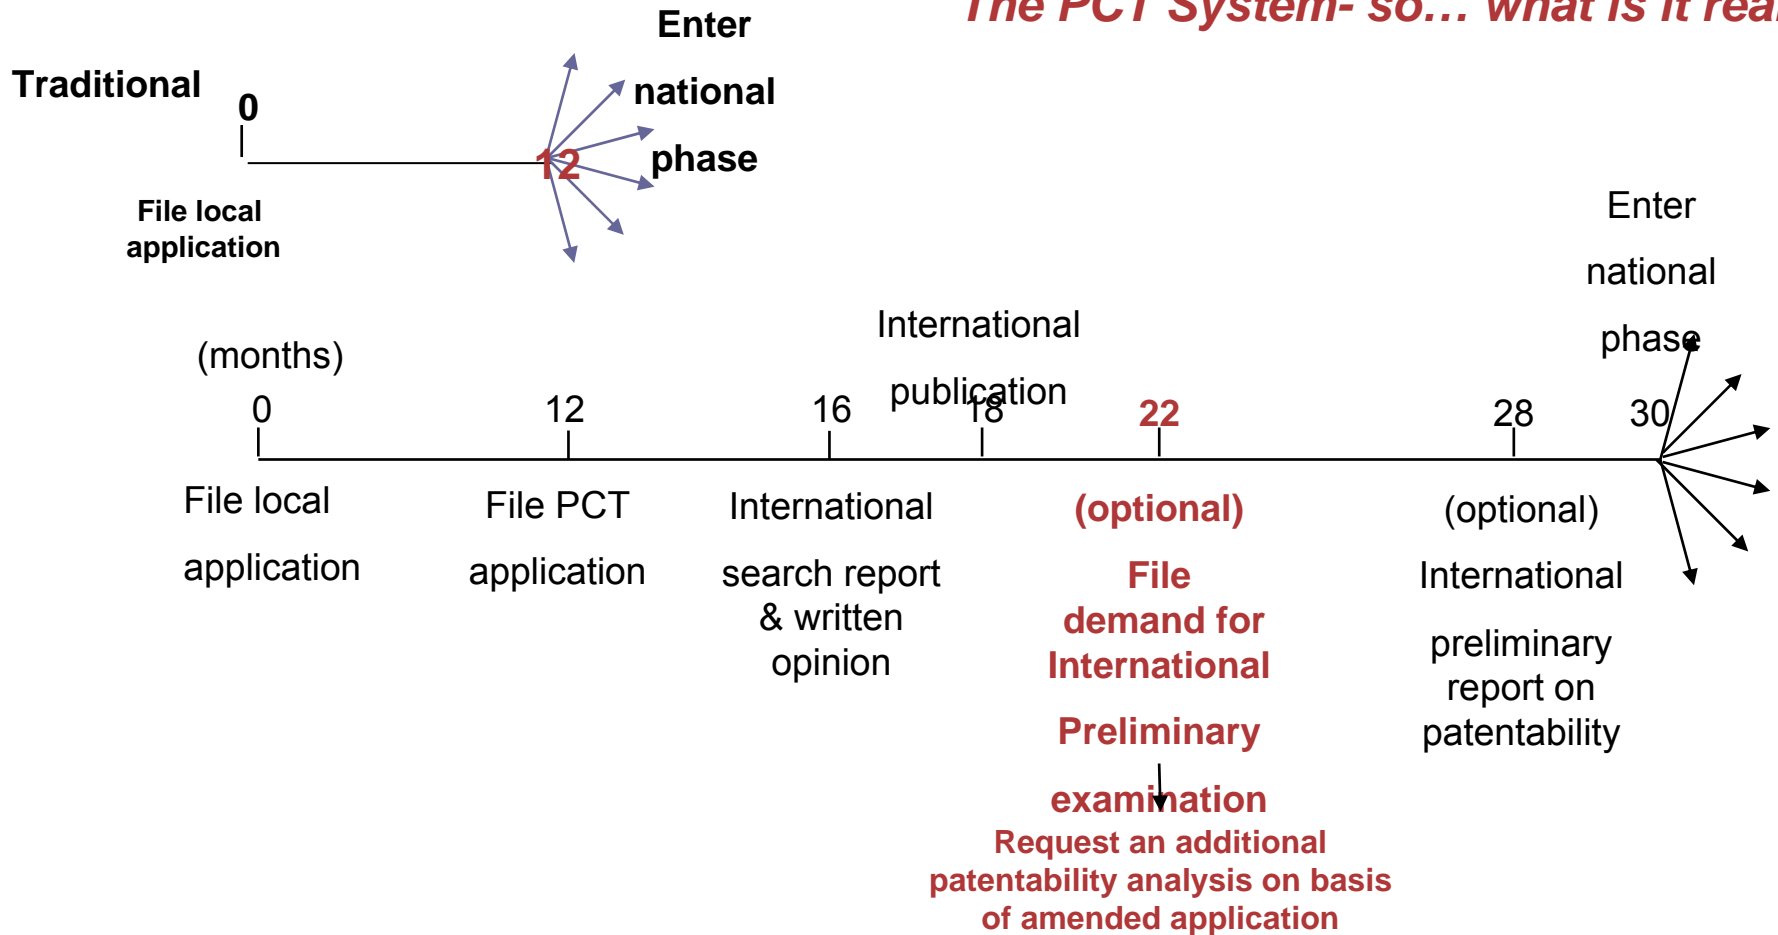 The PCT System- so… what is it
Traditional
0
12
Enter
national
phase
File local
application
(months)
0
12
16
International
publication
18
22
28
30
Enter
national
phase
File local
application
File PCT
application
International
search report
& written
opinion
(optional)
File
demand for
International
Preliminary
examination
Request an additional
patentability analysis on basis
of amended application
(optional)
International
preliminary
report on
patentability